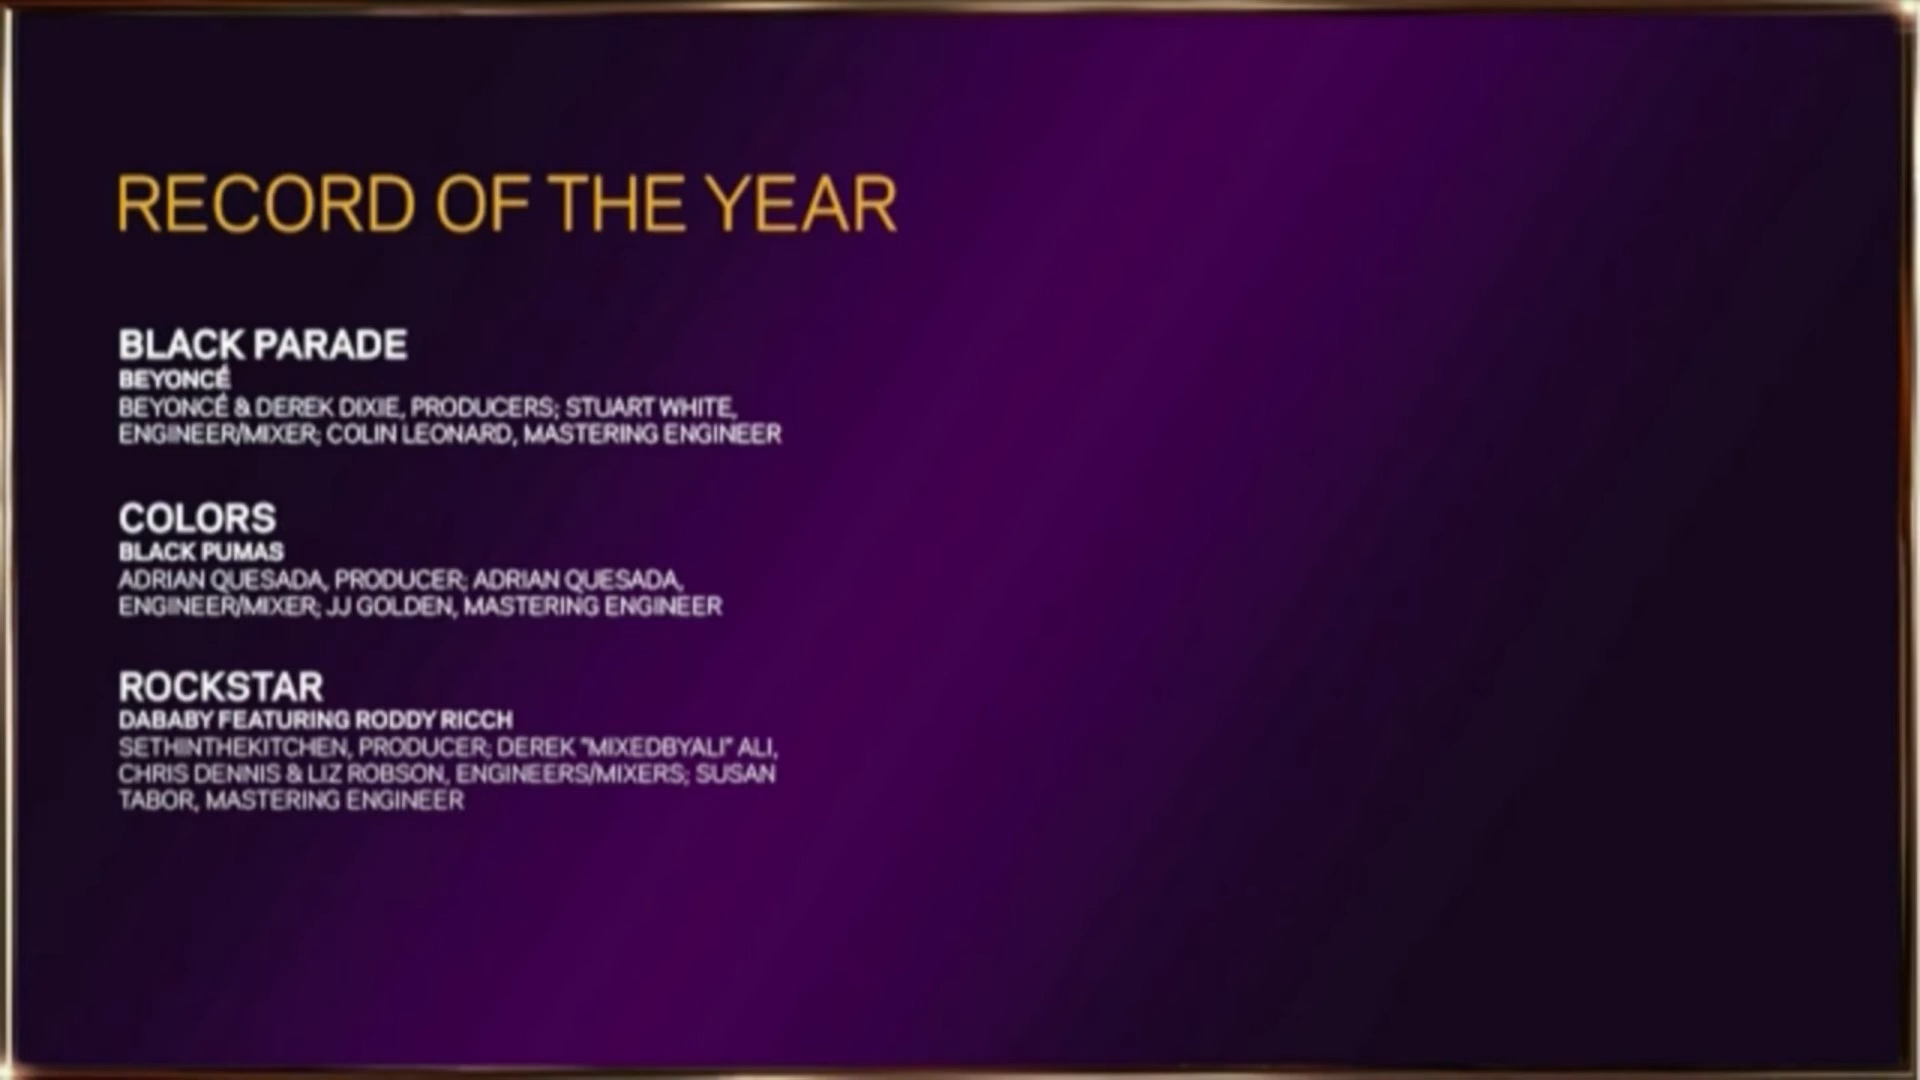 RECORD OF THE YEAR
BLACK PARADE
BEYONCÉ
BEYONCÉ & DEREK DIXIE, PRODUCERS; STUART WHITE,
ENGINEER/MIXER; COLIN LEONARD, MASTERING ENGINEER
COLORS
BLACK PUMAS
ADRIAN QUESADA, PRODUCER; ADRIAN QUESADA,
ENGINEER/MIXER; JJ GOLDEN, MASTERING ENGINEER
ROCKSTAR
DABABY FEATURING RODDY RICCH
SETHINTHEKITCHEN, PRODUCER; DEREK "MIXEDBYALI" ALI,
CHRIS DENNIS & LIZ ROBSON, ENGINEERS/MIXERS; SUSAN
TABOR, MASTERING ENGINEER